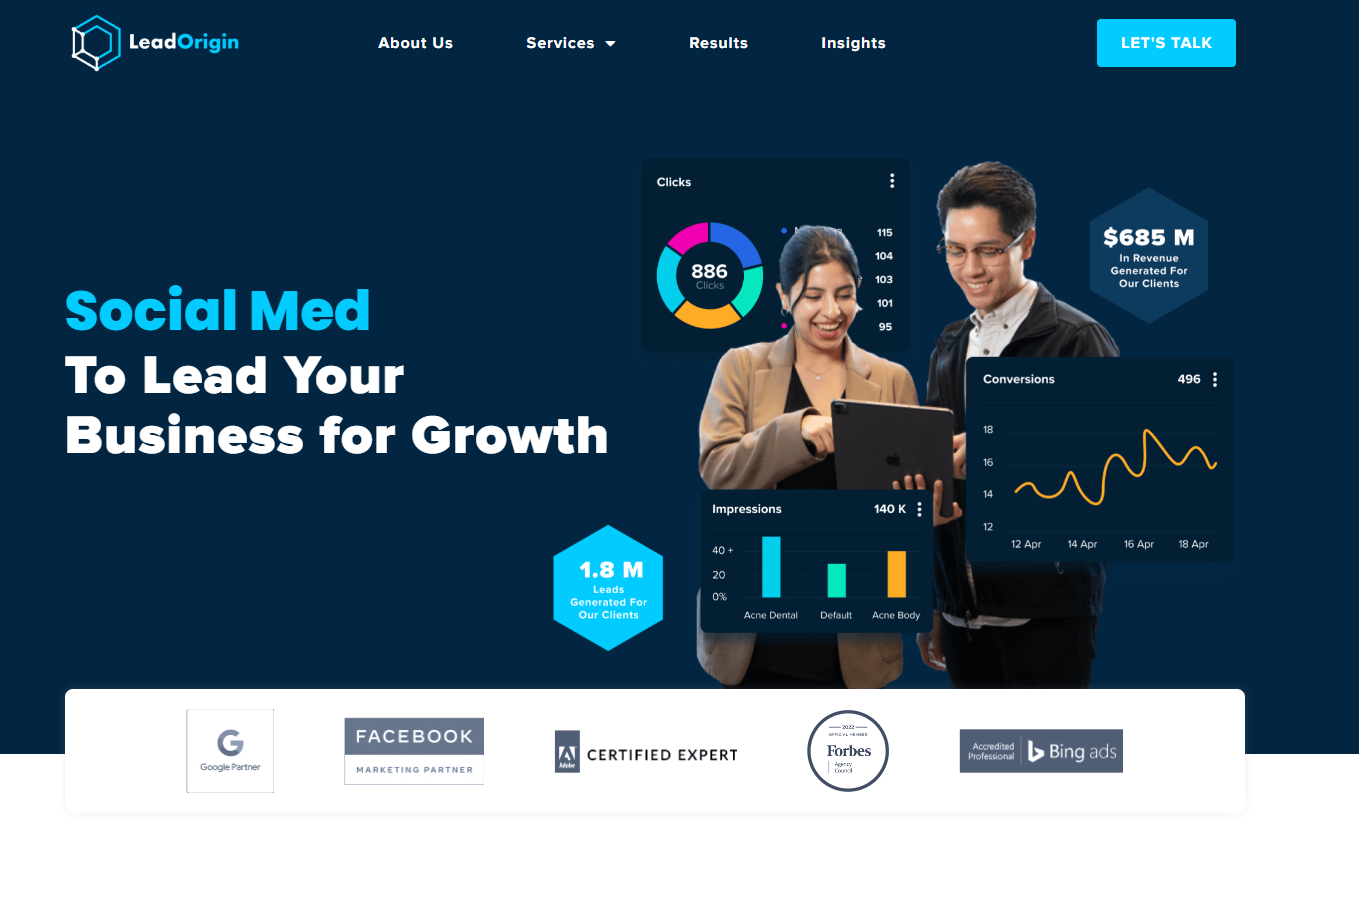 LeadOrigin
About Us
Services
Results
Insights
LET'S TALK
Social Med
To Lead Your
Business for Growth
Clicks
886
Clicks
115
104
103
101
95
$685 M
In Revenue
Generated For
Our Clients
Conversions
496
18
16
14
12
12 Apr
14 Apr
16 Apr
18 Apr
Impressions
140 K
40 +
20
0%
Acne Dental
Default
Acne Body
1.8 M
Leads
Generated For
Our Clients
Google Partner
FACEBOOK
MARKETING PARTNER
Adobe
CERTIFIED EXPERT
2022
OFFICIAL MEMBER
Forbes
Agency
Council
Accredited
Professional
Bing ads